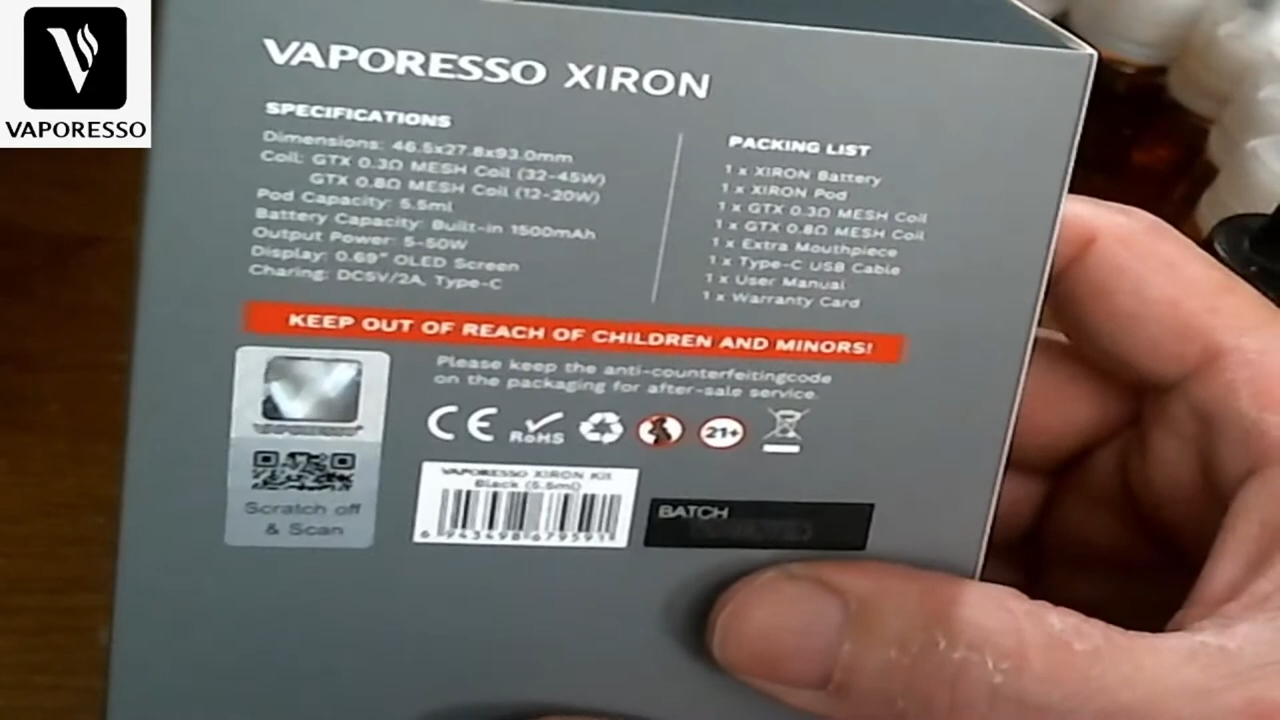 VAPORESSO
VAPORESSO XIRON
SPECIFICATIONS
Dimensions: 46.5x27.8x93.0mm
Coil: GTX 0.3Ω MESH Coil (32-45W)
GTX 0.8Ω MESH Coil (12-20W)
Pod Capacity: 5.5ml
Battery Capacity: Built-in 1500mAh
Output Power: 5-50W
Display: 0.69" OLED Screen
Charing: DC5V/2A, Type-C
PACKING LIST
1 x XIRON Battery
1 x XIRON Pod
1 x GTX 0.3Ω MESH Coil
1 x GTX 0.8Ω MESH Coil
1 x Extra Mouthpiece
1 x Type-C USB Cable
1 x User Manual
1 x Warranty Card
KEEP OUT OF REACH OF CHILDREN AND MINORS!
Please keep the anti-counterfeitingcode
on the packaging for after-sale service.
CE
RoHS
21+
VAPORESSO
Scratch off
& Scan
VAPORESSO XIRON Kit
Black (5.5ml)
6 943498 679591
BATCH